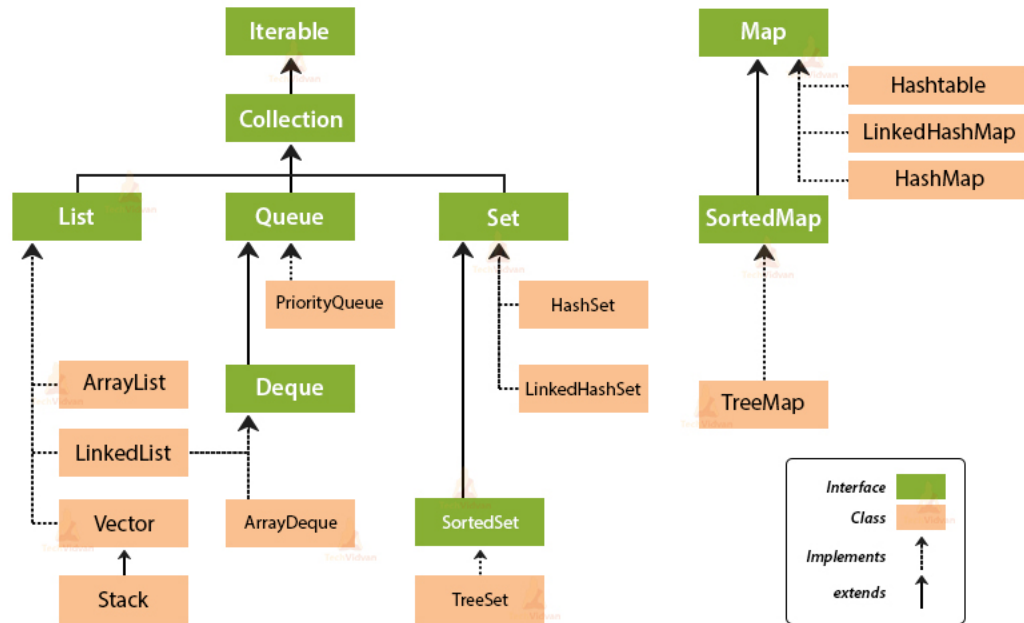 Iterable
Map
Hashtable
Collection
LinkedHashMap
HashMap
List
Queue
Set
SortedMap
PriorityQueue
HashSet
ArrayList
Deque
LinkedHashSet
TreeMap
LinkedList
Vector
ArrayDeque
SortedSet
Stack
TreeSet
Interface
Class
Implements
extends
TechVidvan